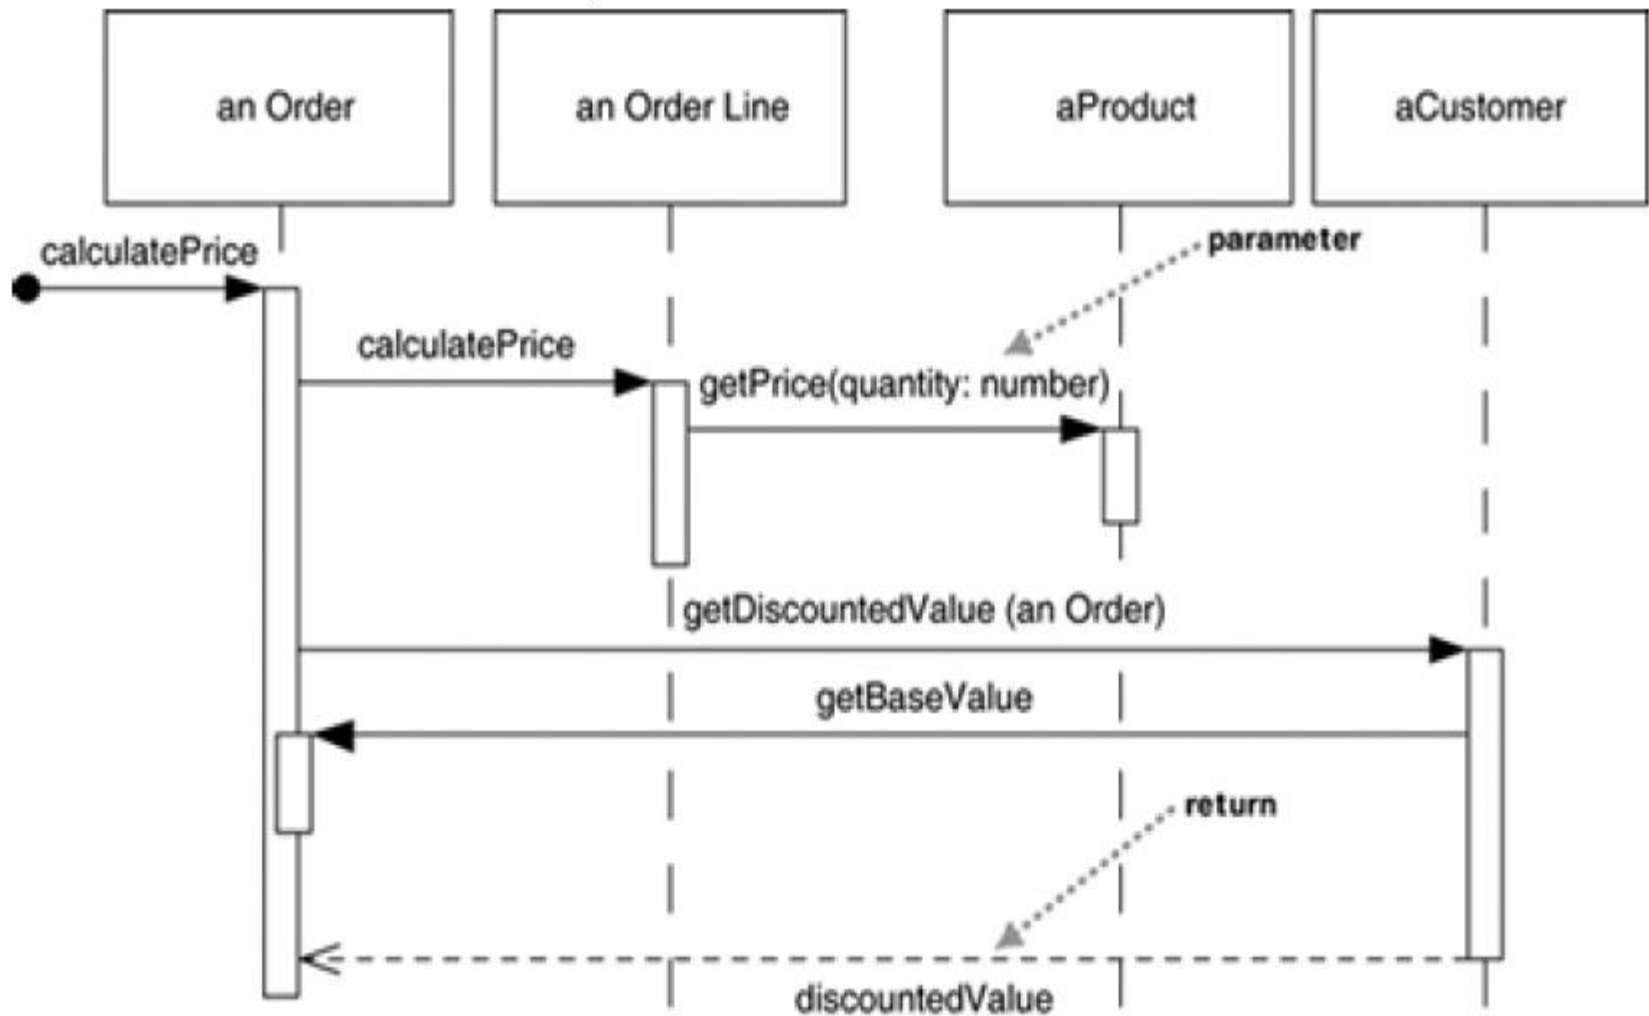 an Order
an Order Line
aProduct
aCustomer
calculatePrice
parameter
calculatePrice
getPrice(quantity: number)
getDiscountedValue (an Order)
getBaseValue
return
discountedValue